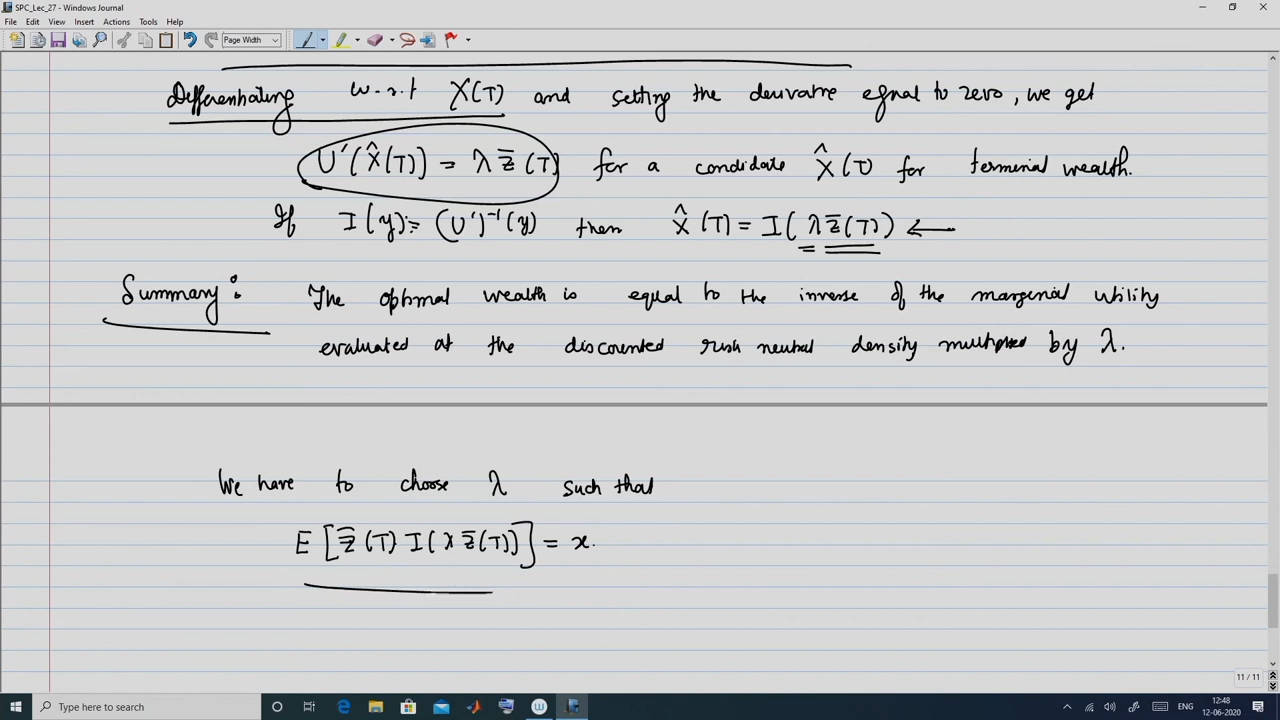 SPC_Lec_27 - Windows Journal
File Edit View Insert Actions Tools Help
Page Width
Differentiating w.r.t X(T) and setting the derivative equal to zero, we get
U'(X̂(T)) = λ z̄(T) for a candidate X̂(T) for terminal wealth.
If I(y) := (U')⁻¹(y) then X̂(T) = I(λ z̄(T)) ←
Summary: The optimal wealth is equal to the inverse of the marginal utility
evaluated at the discounted risk neutral density multiplied by λ.
We have to choose λ such that
E[z̄(T) I(λ z̄(T))] = x.
11 / 11
Type here to search
ENG
12:48
12-06-2020